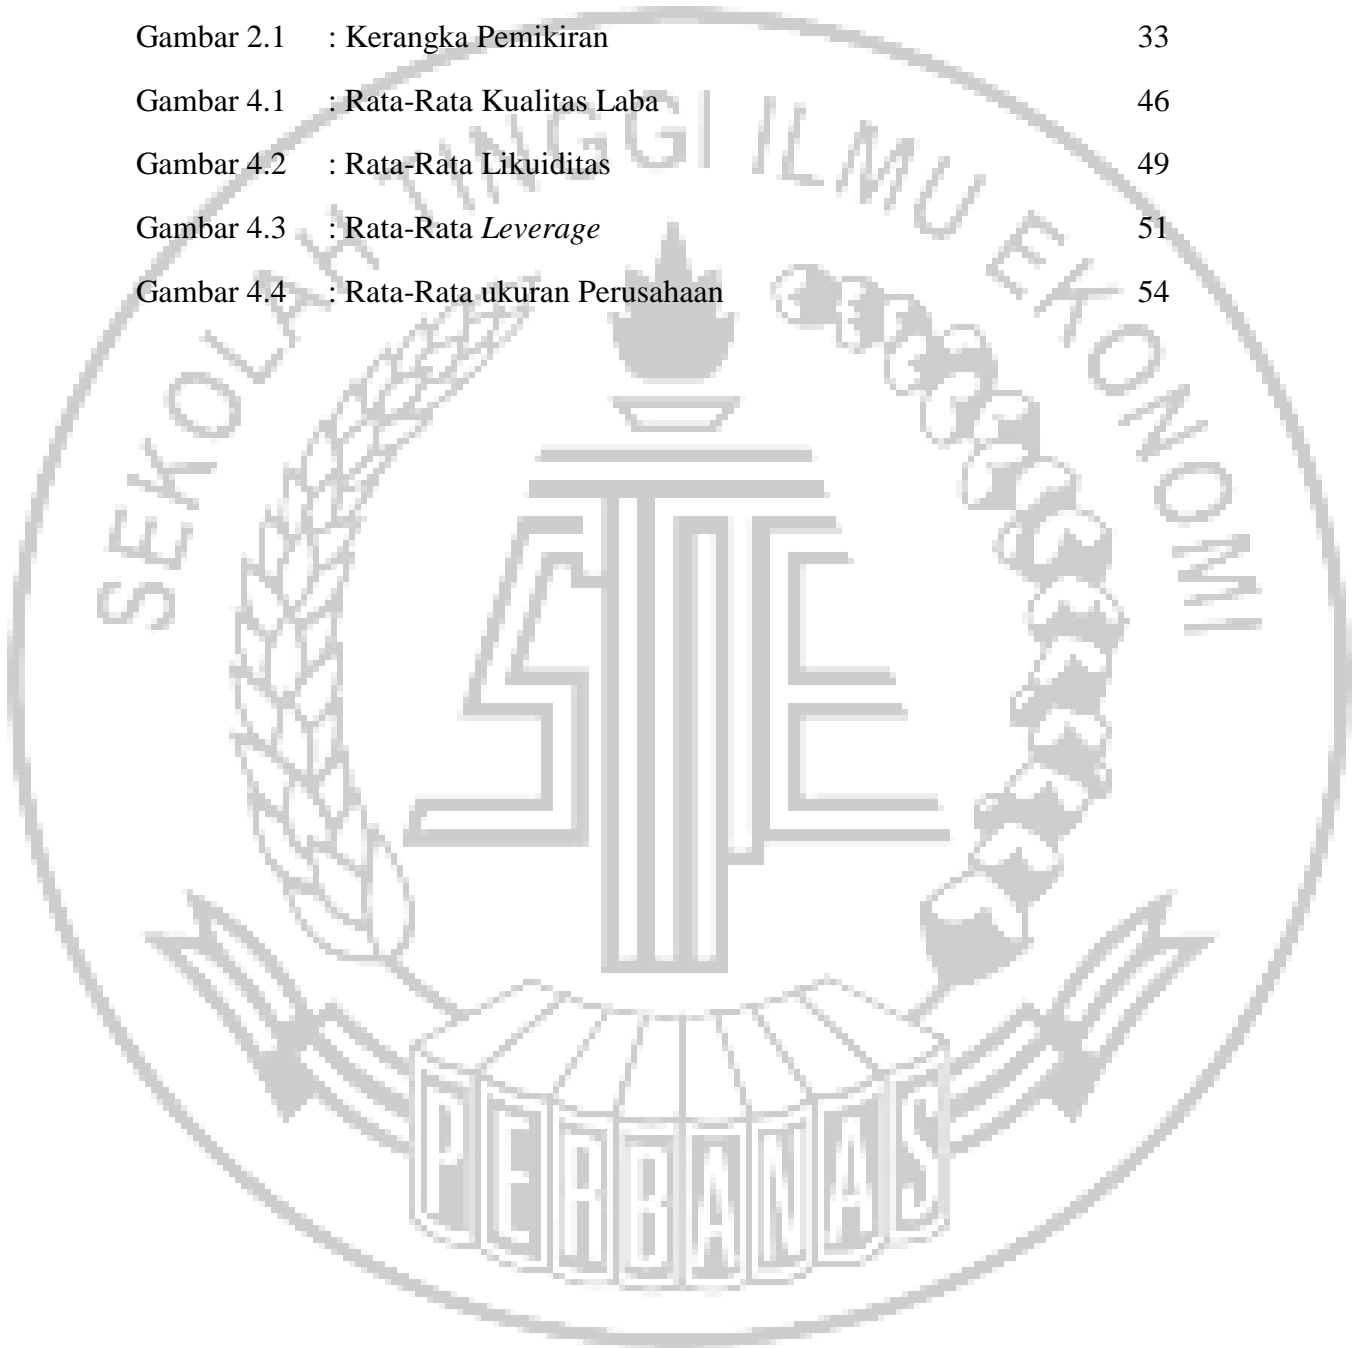 Gambar 2.1 : Kerangka Pemikiran 33
Gambar 4.1 : Rata-Rata Kualitas Laba 46
Gambar 4.2 : Rata-Rata Likuiditas 49
Gambar 4.3 : Rata-Rata Leverage 51
Gambar 4.4 : Rata-Rata ukuran Perusahaan 54
SEKOLAH TINGGI ILMU EKONOMI
STIE
PERBANAS